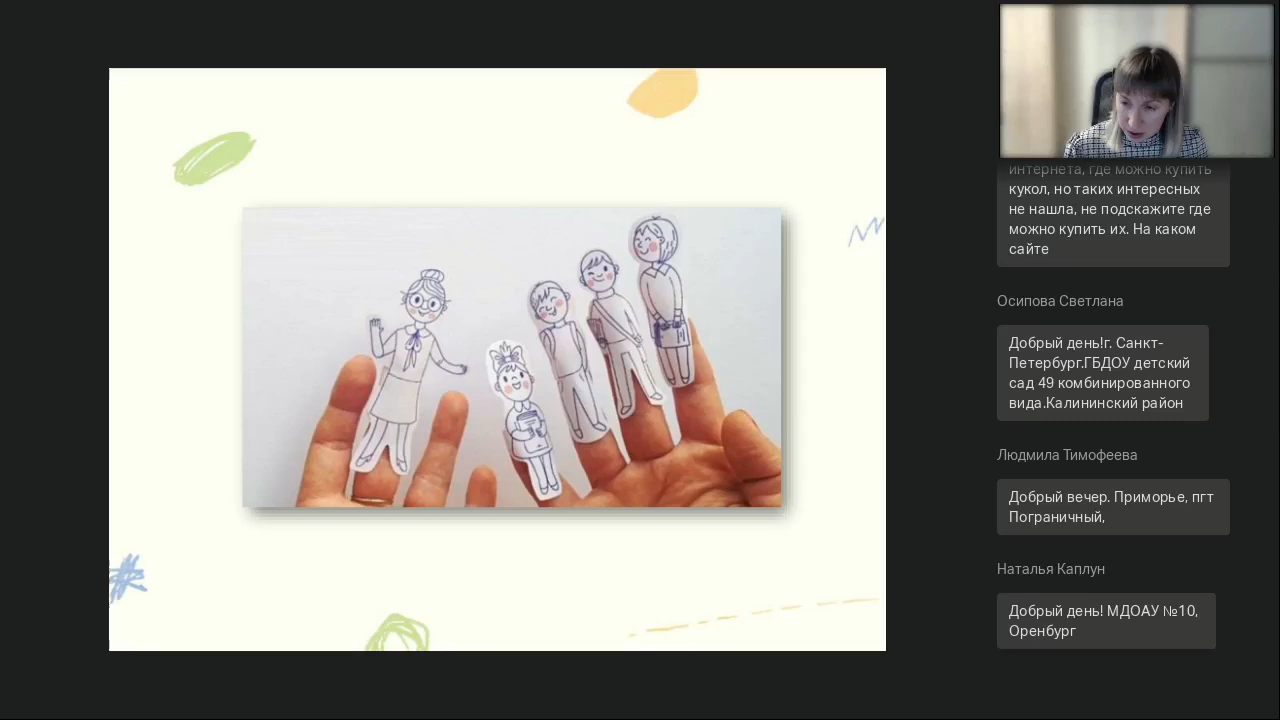 интернета, где можно купить
кукол, но таких интересных
не нашла, не подскажите где
можно купить их. На каком
сайте
Осипова Светлана
Добрый день!г. Санкт-
Петербург.ГБДОУ детский
сад 49 комбинированного
вида.Калининский район
Людмила Тимофеева
Добрый вечер. Приморье, пгт
Пограничный,
Наталья Каплун
Добрый день! МДОАУ №10,
Оренбург